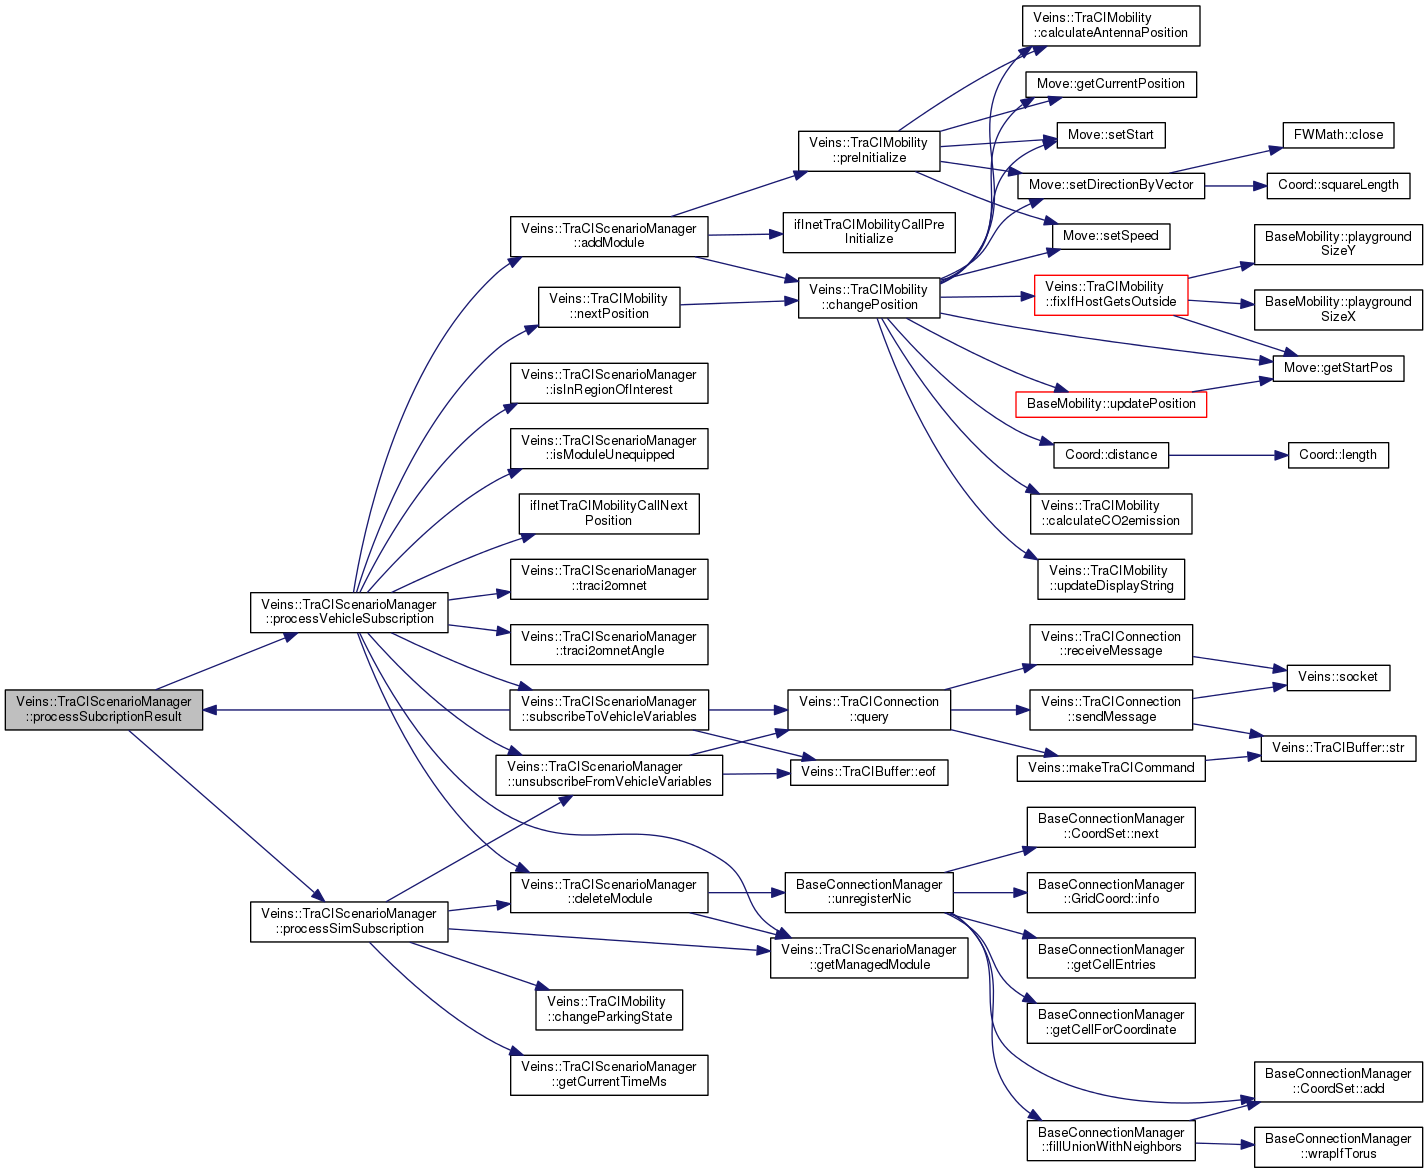 Veins::TraCIScenarioManager
::processSubcriptionResult
Veins::TraCIScenarioManager
::processVehicleSubscription
Veins::TraCIScenarioManager
::processSimSubscription
Veins::TraCIScenarioManager
::addModule
Veins::TraCIMobility
::nextPosition
Veins::TraCIScenarioManager
::isInRegionOfInterest
Veins::TraCIScenarioManager
::isModuleUnequipped
ifInetTraCIMobilityCallNext
Position
Veins::TraCIScenarioManager
::traci2omnet
Veins::TraCIScenarioManager
::traci2omnetAngle
Veins::TraCIScenarioManager
::subscribeToVehicleVariables
Veins::TraCIScenarioManager
::unsubscribeFromVehicleVariables
Veins::TraCIScenarioManager
::deleteModule
Veins::TraCIMobility
::changeParkingState
Veins::TraCIScenarioManager
::getCurrentTimeMs
Veins::TraCIMobility
::preInitialize
ifInetTraCIMobilityCallPre
Initialize
Veins::TraCIMobility
::changePosition
Veins::TraCIConnection
::query
Veins::TraCIBuffer::eof
BaseConnectionManager
::unregisterNic
Veins::TraCIScenarioManager
::getManagedModule
Veins::TraCIMobility
::calculateAntennaPosition
Move::getCurrentPosition
Move::setStart
Move::setDirectionByVector
Move::setSpeed
Veins::TraCIMobility
::fixIfHostGetsOutside
BaseMobility::updatePosition
Coord::distance
Veins::TraCIMobility
::calculateCO2emission
Veins::TraCIMobility
::updateDisplayString
Veins::TraCIConnection
::receiveMessage
Veins::TraCIConnection
::sendMessage
Veins::makeTraCICommand
BaseConnectionManager
::CoordSet::next
BaseConnectionManager
::GridCoord::info
BaseConnectionManager
::getCellEntries
BaseConnectionManager
::getCellForCoordinate
BaseConnectionManager
::fillUnionWithNeighbors
FWMath::close
Coord::squareLength
BaseMobility::playground
SizeY
BaseMobility::playground
SizeX
Move::getStartPos
Coord::length
Veins::socket
Veins::TraCIBuffer::str
BaseConnectionManager
::CoordSet::add
BaseConnectionManager
::wrapIfTorus